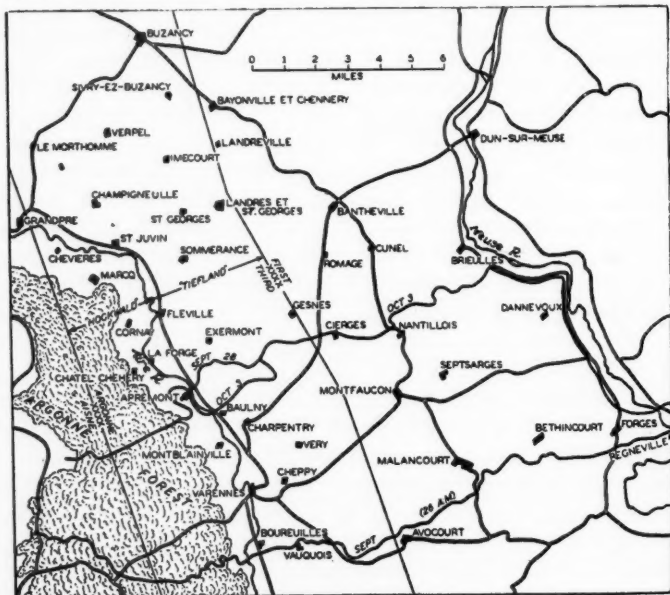 BUZANCY
0 2 4 6
MILES
SIVRY-EZ-BUZANCY
BAYONVILLE ET CHENNERY
VERPEL
LANDREVILLE
DUN-SUR-MEUSE
LE MORTHOMME
IMECOURT
CHAMPIGNEULLE
LANDRES ET
ST. GEORGES
ST GEORGES
BANTHEVILLE
GRANDPRE
ST JUVIN
CHEVIERES
SOMMERANCE
ROMAGE
CUNEL
Meuse R.
BRIEULLES
MARCQ
"TIEFLAND"
FIRST
XXXX
THIRD
HOCKWALD
FLEVILLE
GESNES
OCT 3
DANNEVOUX
CORNAY
EXERMONT
CIERGES
NANTILLOIS
LA FORGE
SEPT 28
SEPTSARGES
CHATEL CHEHERY
OCT 3
APREMONT
BAULNY
MONTFAUCON
ARGONNE
FOREST
CHARPENTRY
VERY
BETHINCOURT
FORGES
REGNEVILLE
MONTBLAINVILLE
CHEPPY
MALANCOURT
VARENNES
SEPT (26 A.M.)
BOUREUILLES
VAUQUOIS
AVOCOURT